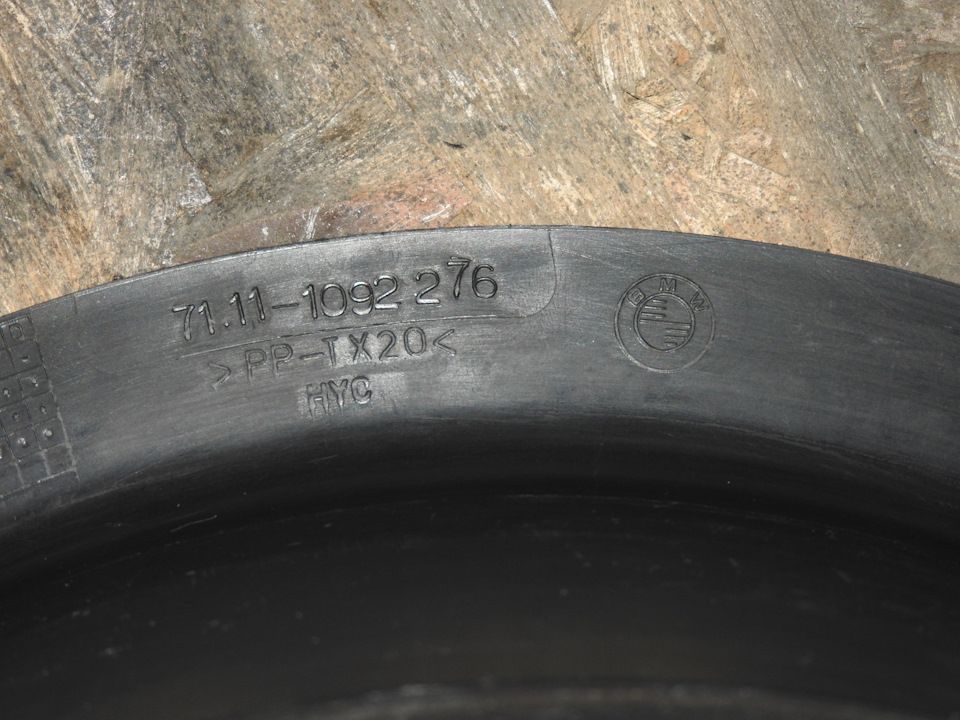 71.11-1092 276
>PP-TX20<
HYC
BMW